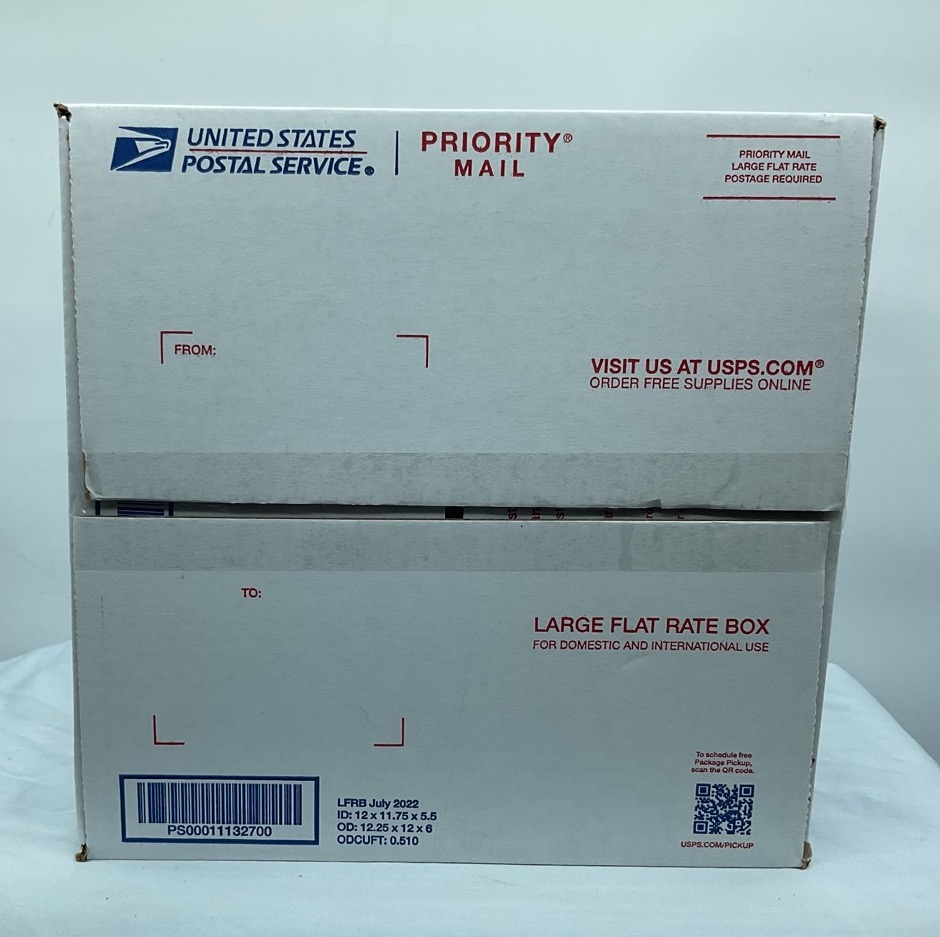 UNITED STATES
POSTAL SERVICE®
PRIORITY®
MAIL
PRIORITY MAIL
LARGE FLAT RATE
POSTAGE REQUIRED
FROM:
VISIT US AT USPS.COM®
ORDER FREE SUPPLIES ONLINE
TO:
LARGE FLAT RATE BOX
FOR DOMESTIC AND INTERNATIONAL USE
To schedule free
Package Pickup,
scan the QR code.
USPS.COM/PICKUP
PS00011132700
LFRB July 2022
ID: 12 x 11.75 x 5.5
OD: 12.25 x 12 x 6
ODCUFT: 0.510